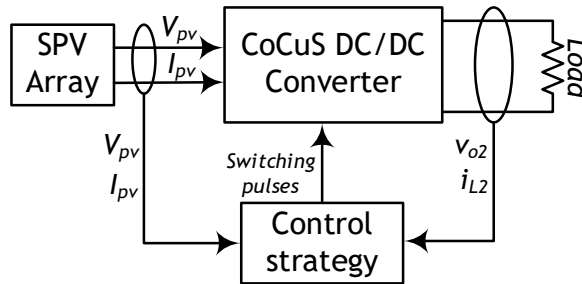 SPV
Array
V_pv
I_pv
CoCuS DC/DC
Converter
Load
V_pv
I_pv
Switching
pulses
v_o2
i_L2
Control
strategy